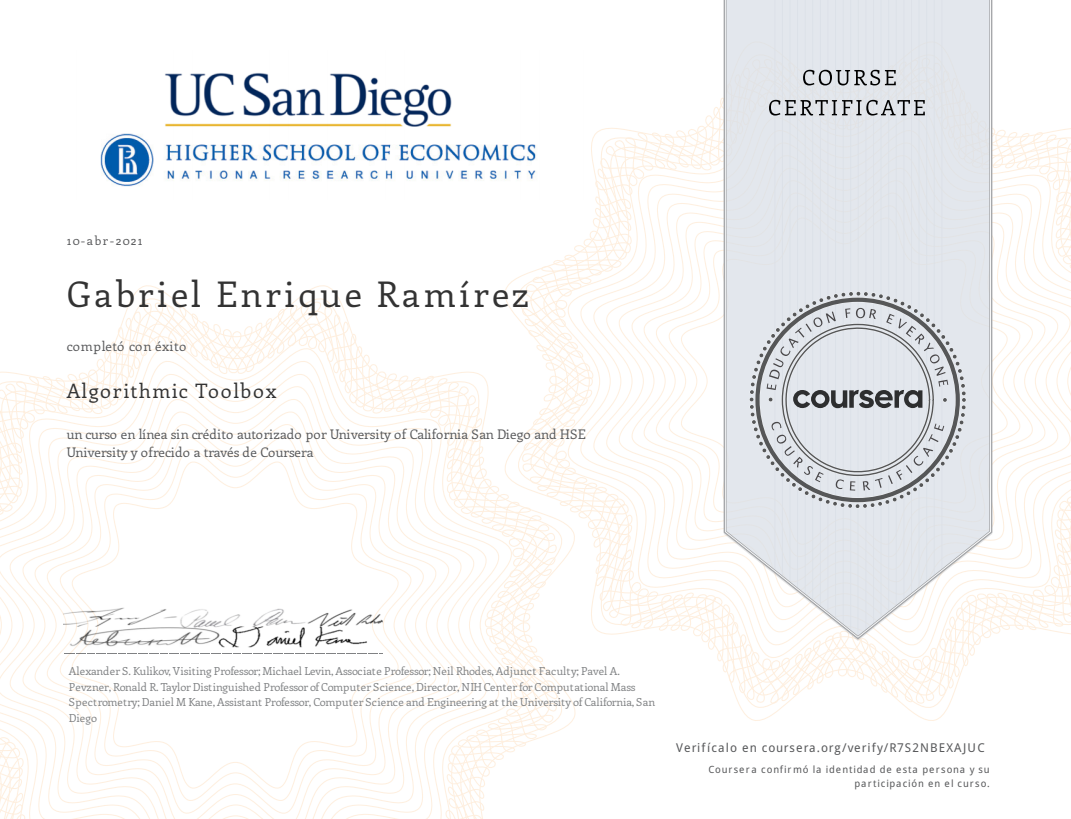 COURSE
CERTIFICATE
UC San Diego
HIGHER SCHOOL OF ECONOMICS
NATIONAL RESEARCH UNIVERSITY
10-abr-2021
Gabriel Enrique Ramírez
completó con éxito
Algorithmic Toolbox
un curso en línea sin crédito autorizado por University of California San Diego and HSE
University y ofrecido a través de Coursera
EDUCATION FOR EVERYONE
coursera
COURSE CERTIFICATE
Daniel Kane
Alexander S. Kulikov, Visiting Professor; Michael Levin, Associate Professor; Neil Rhodes, Adjunct Faculty; Pavel A.
Pevzner, Ronald R. Taylor Distinguished Professor of Computer Science, Director, NIH Center for Computational Mass
Spectrometry; Daniel M Kane, Assistant Professor, Computer Science and Engineering at the University of California, San
Diego
Verifícalo en coursera.org/verify/R7S2NBEXAJUC
Coursera confirmó la identidad de esta persona y su
participación en el curso.